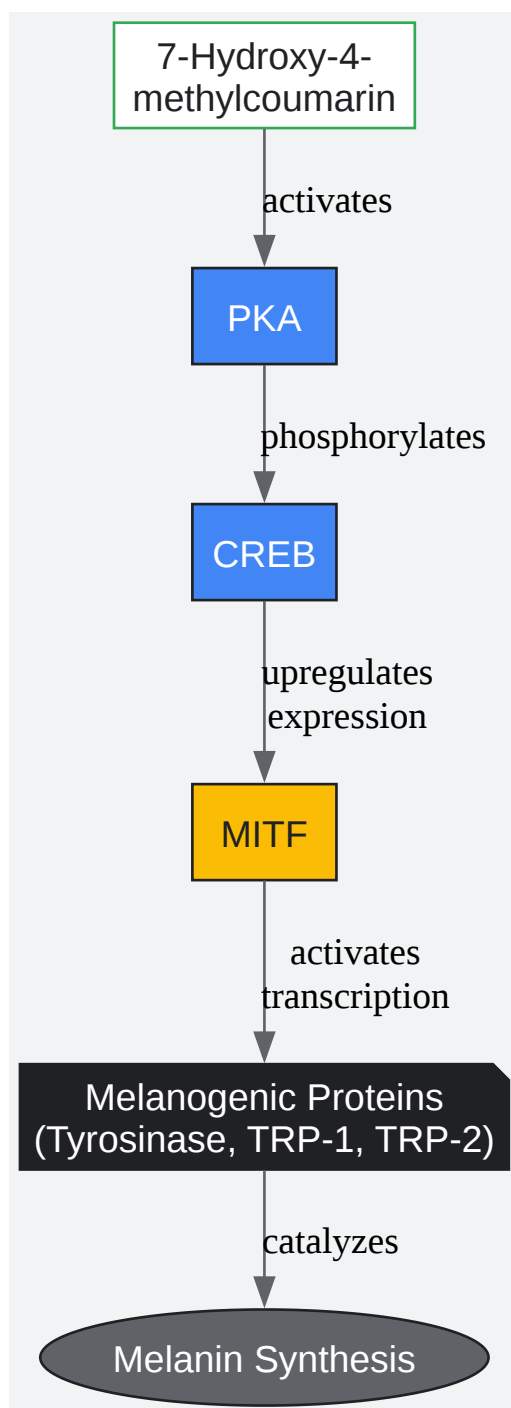 7-Hydroxy-4-
methylcoumarin
activates
PKA
phosphorylates
CREB
upregulates
expression
MITF
activates
transcription
Melanogenic Proteins
(Tyrosinase, TRP-1, TRP-2)
catalyzes
Melanin Synthesis